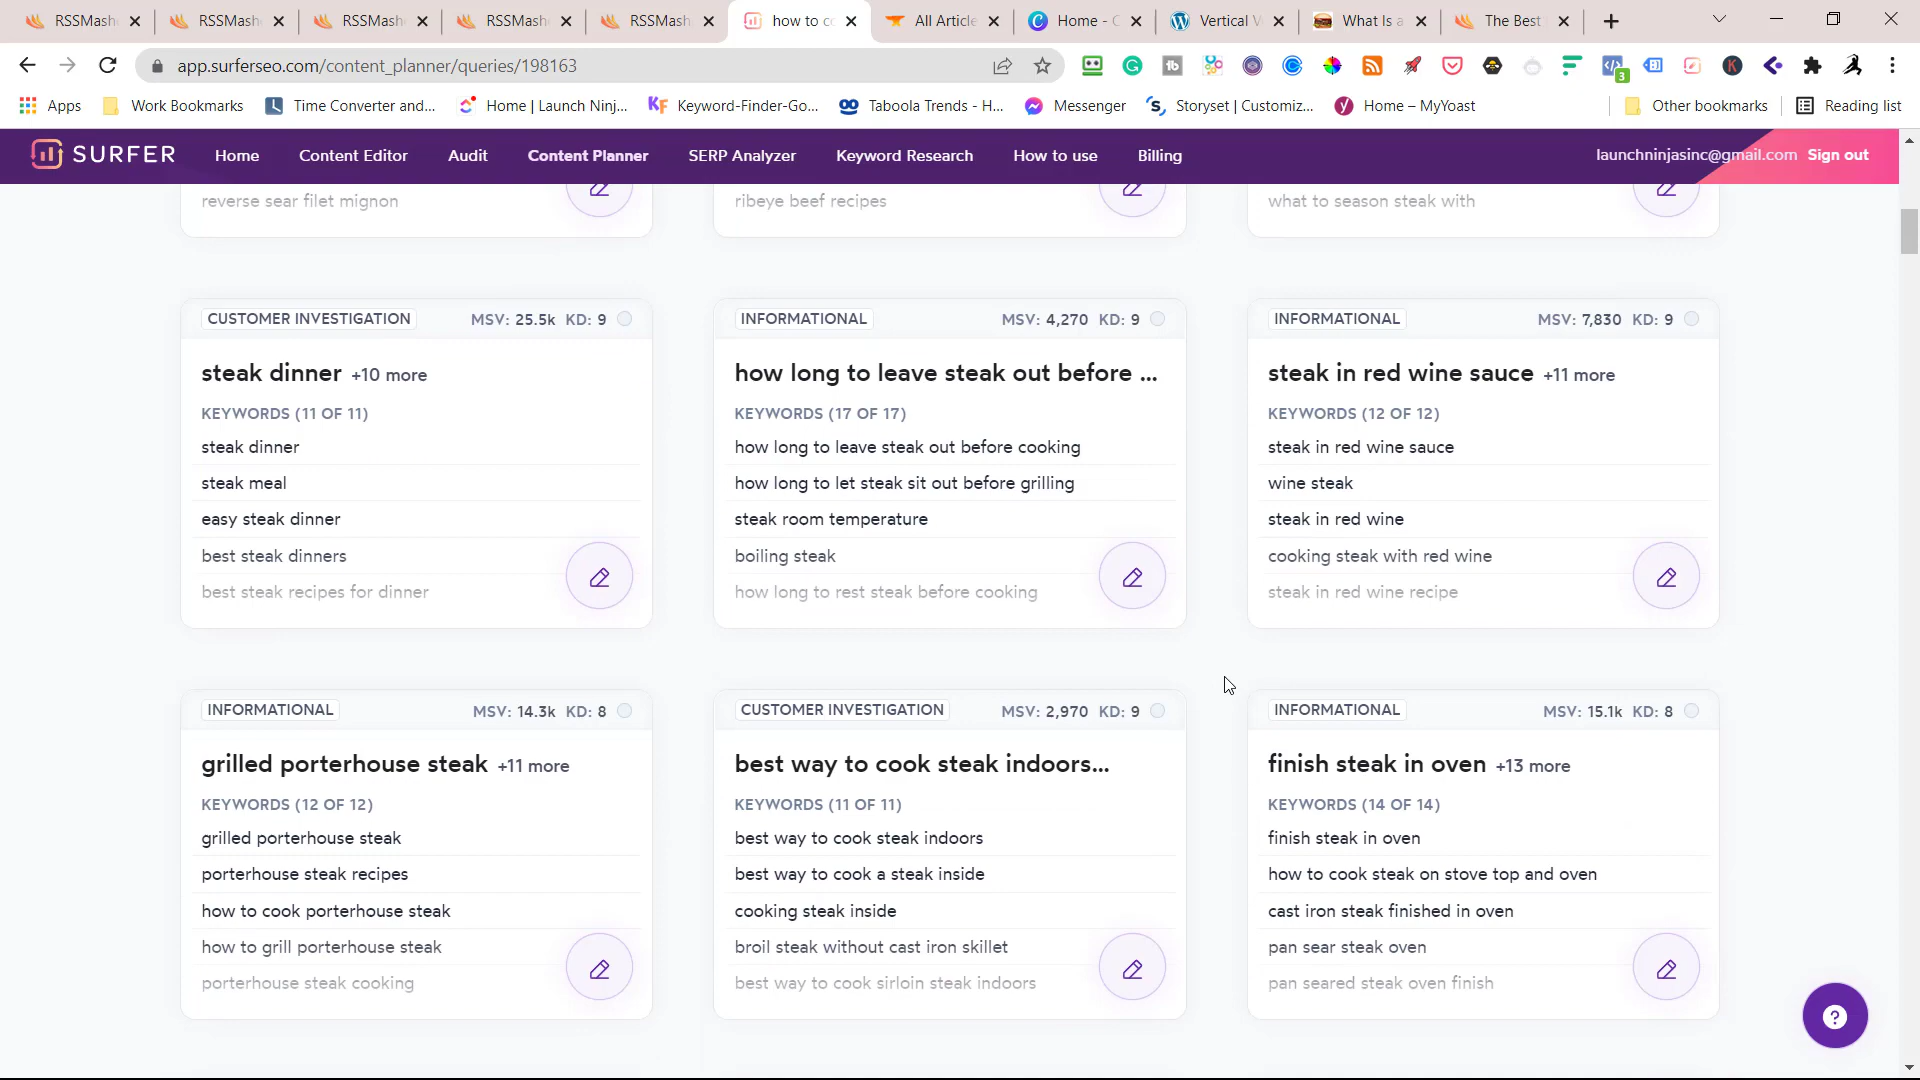 RSSMash
RSSMash
RSSMash
RSSMash
RSSMash
how to co
All Article
Home - C
Vertical V
What Is a
The Best
app.surferseo.com/content_planner/queries/198163
3
Apps
Work Bookmarks
Time Converter and...
Home | Launch Ninj...
Keyword-Finder-Go...
Taboola Trends - H...
Messenger
Storyset | Customiz...
Home – MyYoast
Other bookmarks
Reading list
SURFER
Home
Content Editor
Audit
Content Planner
SERP Analyzer
Keyword Research
How to use
Billing
launchninjasinc@gmail.com
Sign out
reverse sear filet mignon
ribeye beef recipes
what to season steak with
CUSTOMER INVESTIGATION MSV: 25.5k KD: 9
steak dinner +10 more
KEYWORDS (11 OF 11)
steak dinner
steak meal
easy steak dinner
best steak dinners
best steak recipes for dinner
INFORMATIONAL MSV: 4,270 KD: 9
how long to leave steak out before ...
KEYWORDS (17 OF 17)
how long to leave steak out before cooking
how long to let steak sit out before grilling
steak room temperature
boiling steak
how long to rest steak before cooking
INFORMATIONAL MSV: 7,830 KD: 9
steak in red wine sauce +11 more
KEYWORDS (12 OF 12)
steak in red wine sauce
wine steak
steak in red wine
cooking steak with red wine
steak in red wine recipe
INFORMATIONAL MSV: 14.3k KD: 8
grilled porterhouse steak +11 more
KEYWORDS (12 OF 12)
grilled porterhouse steak
porterhouse steak recipes
how to cook porterhouse steak
how to grill porterhouse steak
porterhouse steak cooking
CUSTOMER INVESTIGATION MSV: 2,970 KD: 9
best way to cook steak indoors...
KEYWORDS (11 OF 11)
best way to cook steak indoors
best way to cook a steak inside
cooking steak inside
broil steak without cast iron skillet
best way to cook sirloin steak indoors
INFORMATIONAL MSV: 15.1k KD: 8
finish steak in oven +13 more
KEYWORDS (14 OF 14)
finish steak in oven
how to cook steak on stove top and oven
cast iron steak finished in oven
pan sear steak oven
pan seared steak oven finish